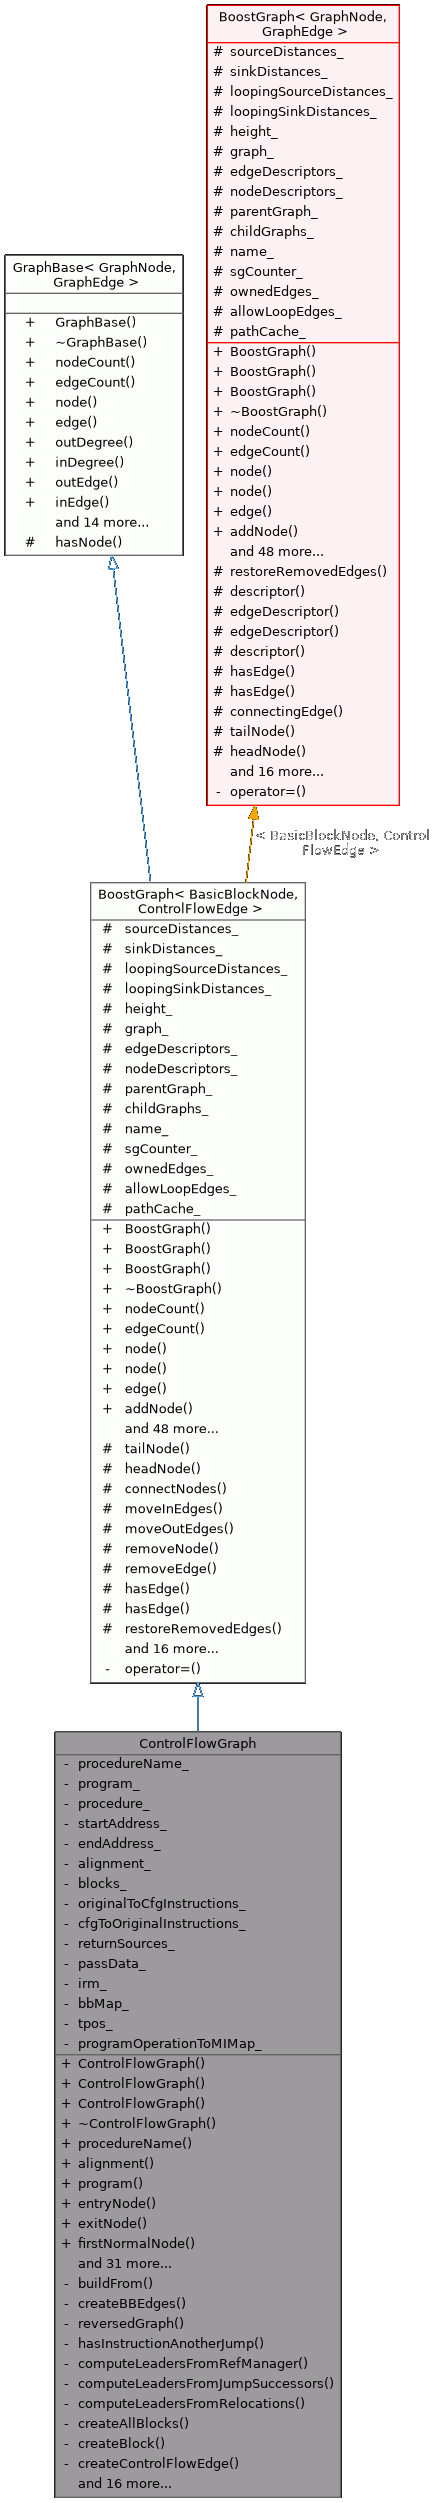 BoostGraph< GraphNode,
GraphEdge >
# sourceDistances_
# sinkDistances_
# loopingSourceDistances_
# loopingSinkDistances_
# height_
# graph_
# edgeDescriptors_
# nodeDescriptors_
# parentGraph_
# childGraphs_
# name_
# sgCounter_
# ownedEdges_
# allowLoopEdges_
# pathCache_
+ BoostGraph()
+ BoostGraph()
+ BoostGraph()
+ ~BoostGraph()
+ nodeCount()
+ edgeCount()
+ node()
+ node()
+ edge()
+ addNode()
and 48 more...
# restoreRemovedEdges()
# descriptor()
# edgeDescriptor()
# edgeDescriptor()
# descriptor()
# hasEdge()
# hasEdge()
# connectingEdge()
# tailNode()
# headNode()
and 16 more...
- operator=()
GraphBase< GraphNode,
GraphEdge >
+ GraphBase()
+ ~GraphBase()
+ nodeCount()
+ edgeCount()
+ node()
+ edge()
+ outDegree()
+ inDegree()
+ outEdge()
+ inEdge()
and 14 more...
# hasNode()
< BasicBlockNode, Control
FlowEdge >
BoostGraph< BasicBlockNode,
ControlFlowEdge >
# sourceDistances_
# sinkDistances_
# loopingSourceDistances_
# loopingSinkDistances_
# height_
# graph_
# edgeDescriptors_
# nodeDescriptors_
# parentGraph_
# childGraphs_
# name_
# sgCounter_
# ownedEdges_
# allowLoopEdges_
# pathCache_
+ BoostGraph()
+ BoostGraph()
+ BoostGraph()
+ ~BoostGraph()
+ nodeCount()
+ edgeCount()
+ node()
+ node()
+ edge()
+ addNode()
and 48 more...
# tailNode()
# headNode()
# connectNodes()
# moveInEdges()
# moveOutEdges()
# removeNode()
# removeEdge()
# hasEdge()
# hasEdge()
# restoreRemovedEdges()
and 16 more...
- operator=()
ControlFlowGraph
- procedureName_
- program_
- procedure_
- startAddress_
- endAddress_
- alignment_
- blocks_
- originalToCfgInstructions_
- cfgToOriginalInstructions_
- returnSources_
- passData_
- irm_
- bbMap_
- tpos_
- programOperationToMIMap_
+ ControlFlowGraph()
+ ControlFlowGraph()
+ ControlFlowGraph()
+ ~ControlFlowGraph()
+ procedureName()
+ alignment()
+ program()
+ entryNode()
+ exitNode()
+ firstNormalNode()
and 31 more...
- buildFrom()
- createBBEdges()
- reversedGraph()
- hasInstructionAnotherJump()
- computeLeadersFromRefManager()
- computeLeadersFromJumpSuccessors()
- computeLeadersFromRelocations()
- createAllBlocks()
- createBlock()
- createControlFlowEdge()
and 16 more...